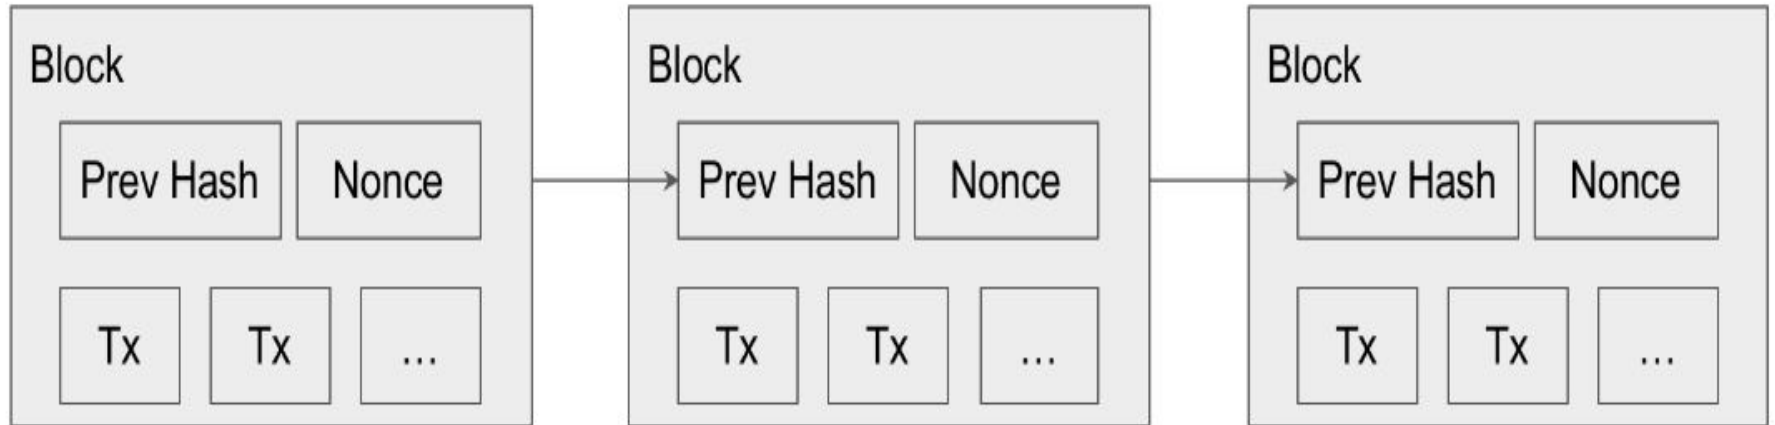 Block Block Block
Prev Hash Nonce Prev Hash Nonce Prev Hash Nonce
Tx Tx ... Tx Tx ... Tx Tx ...